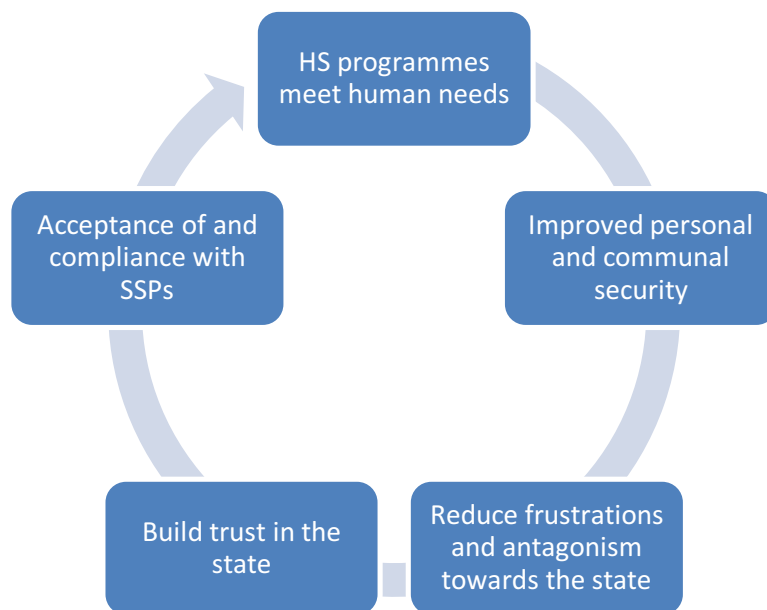 HS programmes
meet human needs
Improved personal
and communal
security
Reduce frustrations
and antagonism
towards the state
Build trust in the
state
Acceptance of and
compliance with
SSPs